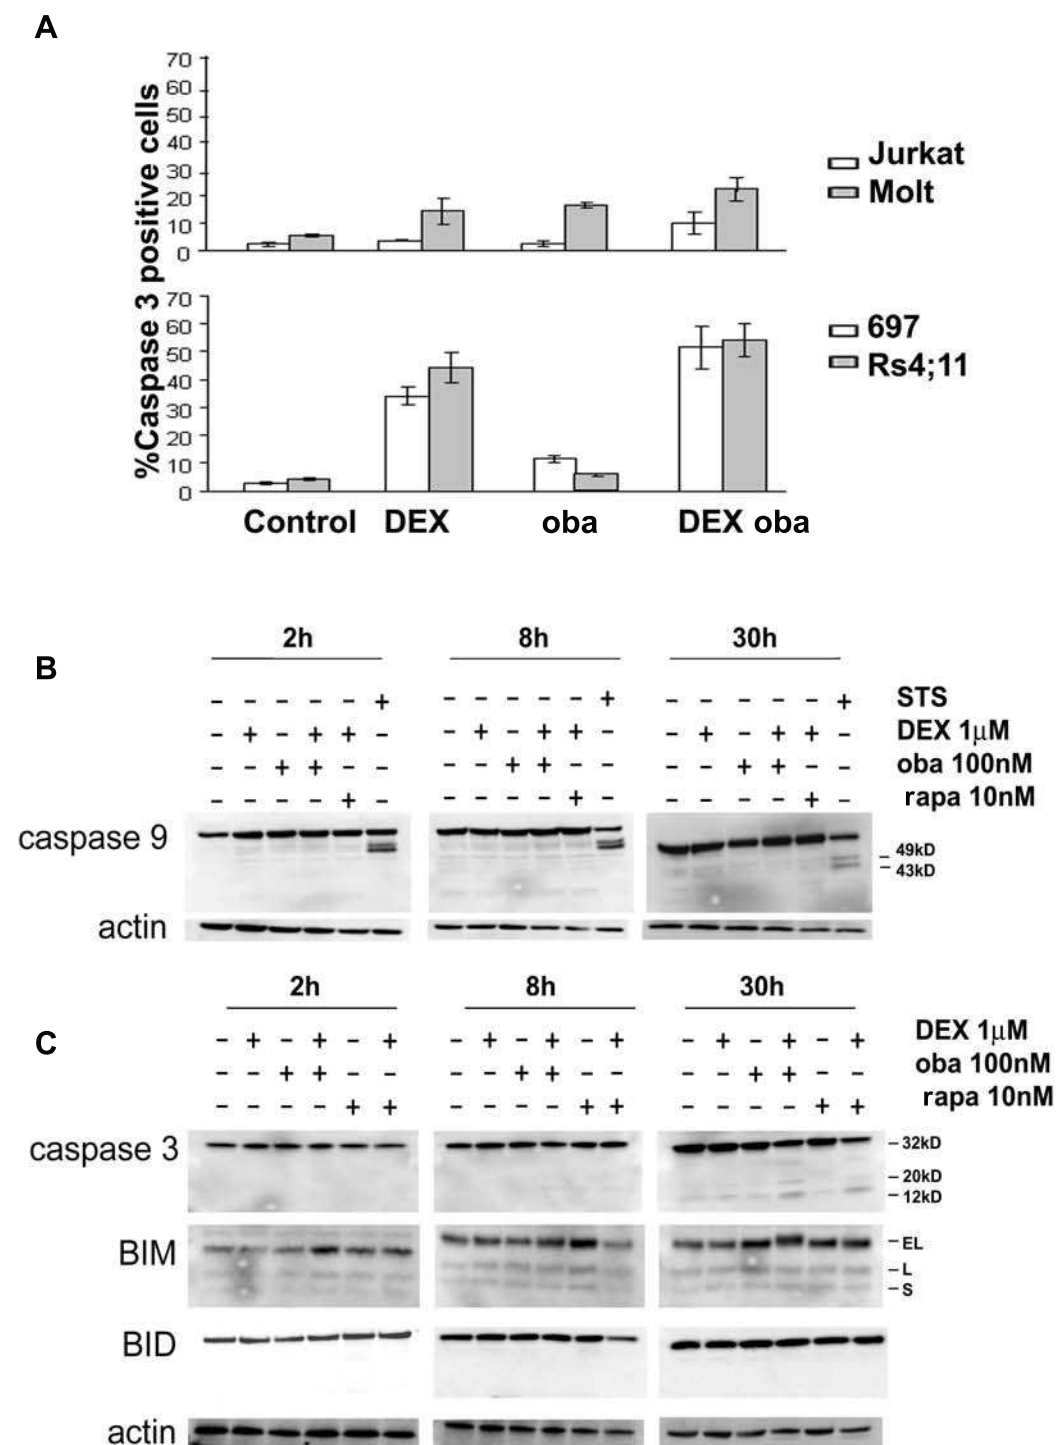 A
%Caspase 3 positive cells
70
60
50
40
30
20
10
0
Jurkat
Molt
70
60
50
40
30
20
10
0
697
Rs4;11
Control DEX oba DEX oba
B
2h 8h 30h
- - - - - + - - - - - + - - - - - + STS
- + - + + - - + - + + - - + - + + - DEX 1μM
- - + + - - - - + + - - - - + + - - oba 100nM
- - - - + - - - - - + - - - - - + - rapa 10nM
caspase 9
49kD
43kD
actin
C
2h 8h 30h
- + - + - + - + - + - + - + - + - + DEX 1μM
- - + + - - - - + + - - - - + + - - oba 100nM
- - - - + + - - - - + + - - - - + + rapa 10nM
caspase 3
32kD
20kD
12kD
BIM
EL
L
S
BID
actin